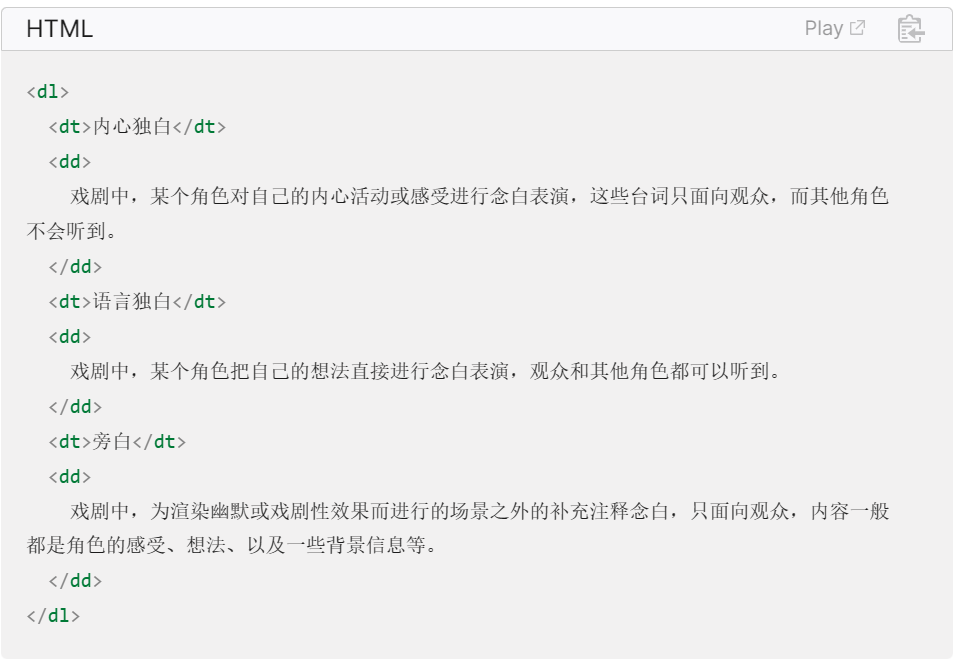 HTML
Play
<dl>
  <dt>内心独白</dt>
  <dd>
    戏剧中，某个角色对自己的内心活动或感受进行念白表演，这些台词只面向观众，而其他角色
不会听到。
  </dd>
  <dt>语言独白</dt>
  <dd>
    戏剧中，某个角色把自己的想法直接进行念白表演，观众和其他角色都可以听到。
  </dd>
  <dt>旁白</dt>
  <dd>
    戏剧中，为渲染幽默或戏剧性效果而进行的场景之外的补充注释念白，只面向观众，内容一般
都是角色的感受、想法、以及一些背景信息等。
  </dd>
</dl>